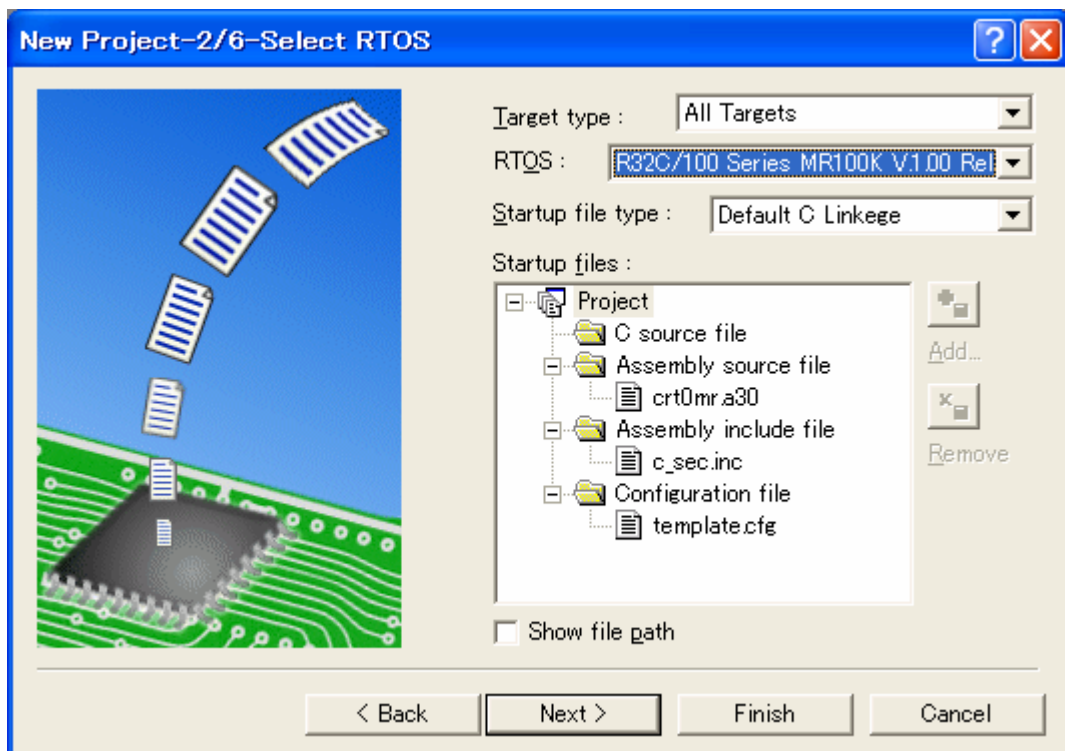 New Project-2/6-Select RTOS
Target type :
All Targets
RTOS :
R32C/100 Series MR100K V.1.00 Rel
Startup file type :
Default C Linkege
Startup files :
Project
C source file
Assembly source file
crt0mr.a30
Assembly include file
c_sec.inc
Configuration file
template.cfg
Add...
Remove
Show file path
< Back
Next >
Finish
Cancel